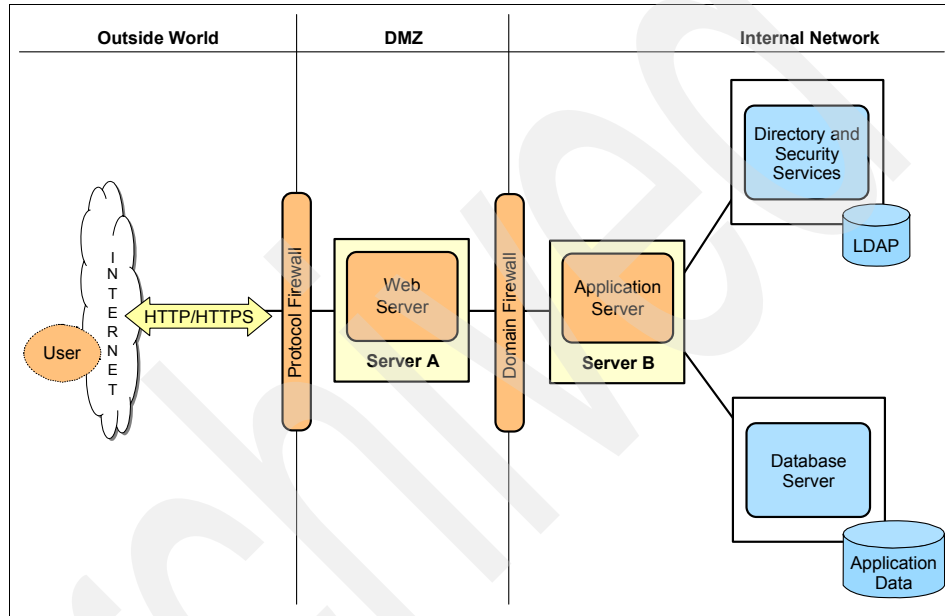 Outside World
DMZ
Internal Network
Directory and
Security
Services
LDAP
INTERNET
HTTP/HTTPS
User
Protocol Firewall
Web
Server
Server A
Domain Firewall
Application
Server
Server B
Database
Server
Application
Data